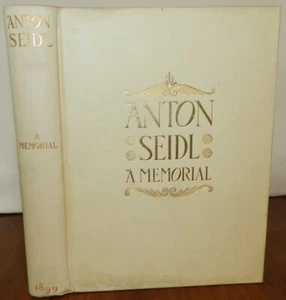 ANTON
SEIDL
A
MEMORIAL
1899
ANTON
SEIDL
A MEMORIAL